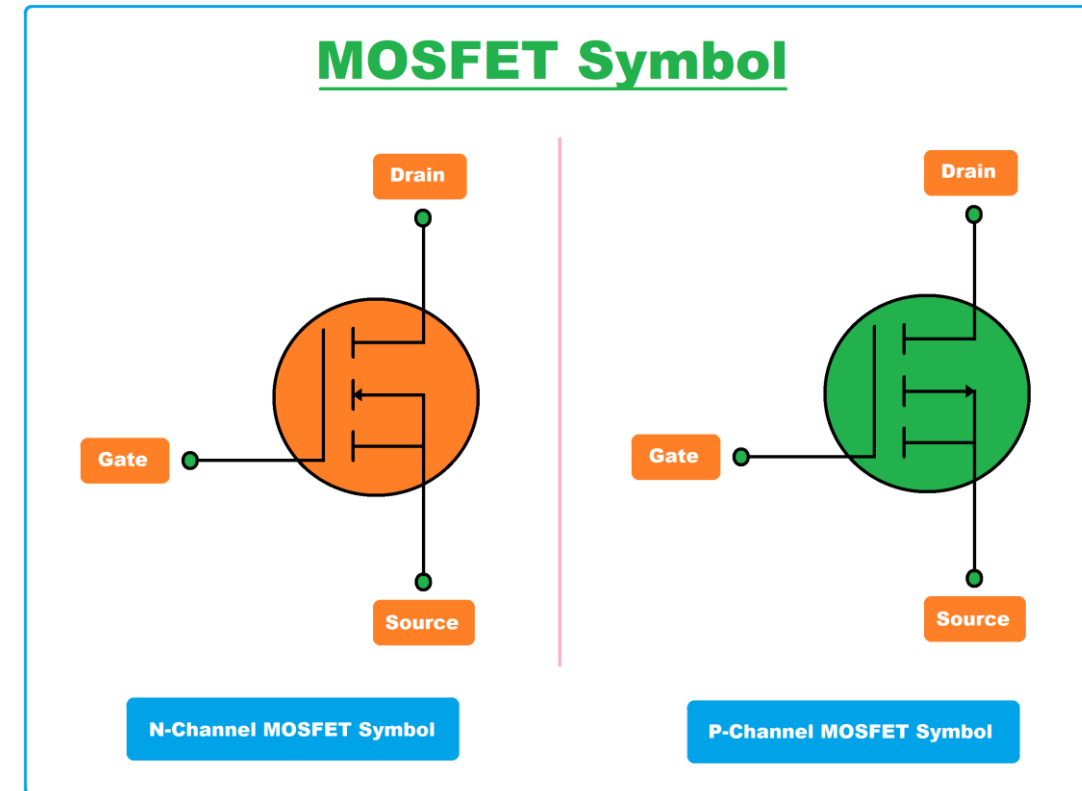 MOSFET Symbol
Drain
Gate
Source
N-Channel MOSFET Symbol
Drain
Gate
Source
P-Channel MOSFET Symbol